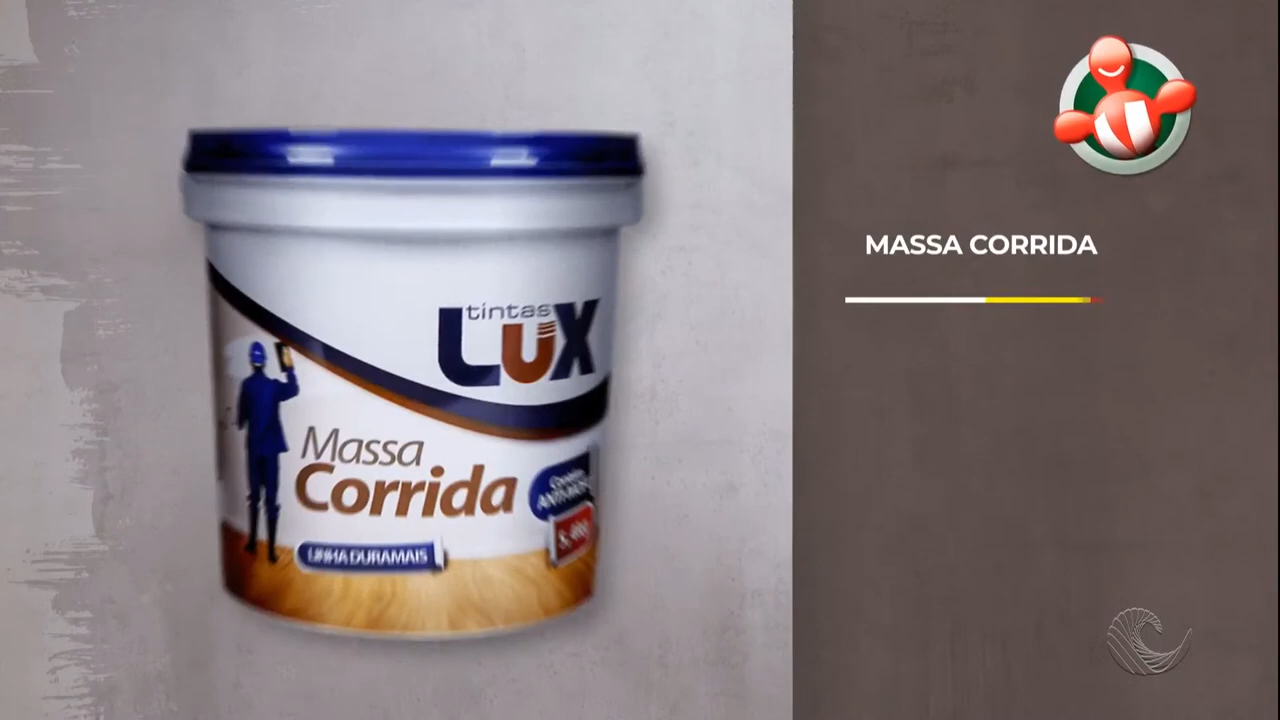 MASSA CORRIDA
tintas
LUX
Massa
Corrida
LINHA DURAMAIS